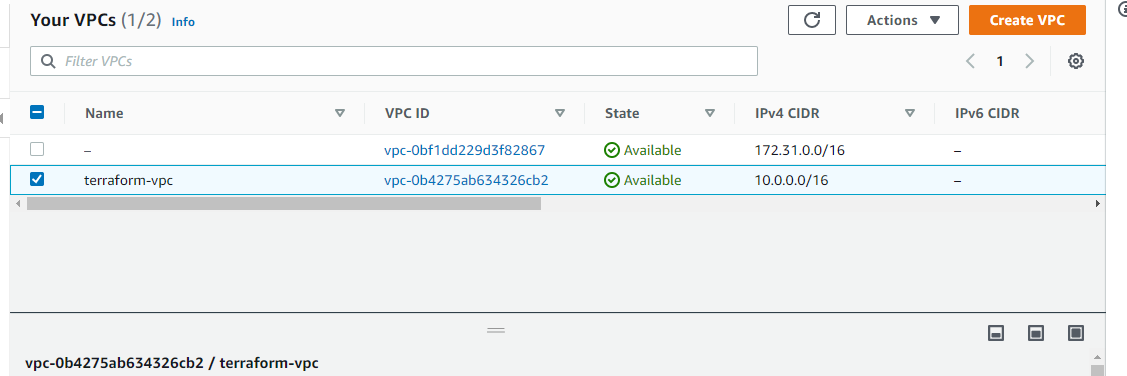 Your VPCs (1/2) Info
Actions
Create VPC
Filter VPCs
1
Name VPC ID State IPv4 CIDR IPv6 CIDR
– vpc-0bf1dd229d3f82867 Available 172.31.0.0/16 –
terraform-vpc vpc-0b4275ab634326cb2 Available 10.0.0.0/16 –
vpc-0b4275ab634326cb2 / terraform-vpc